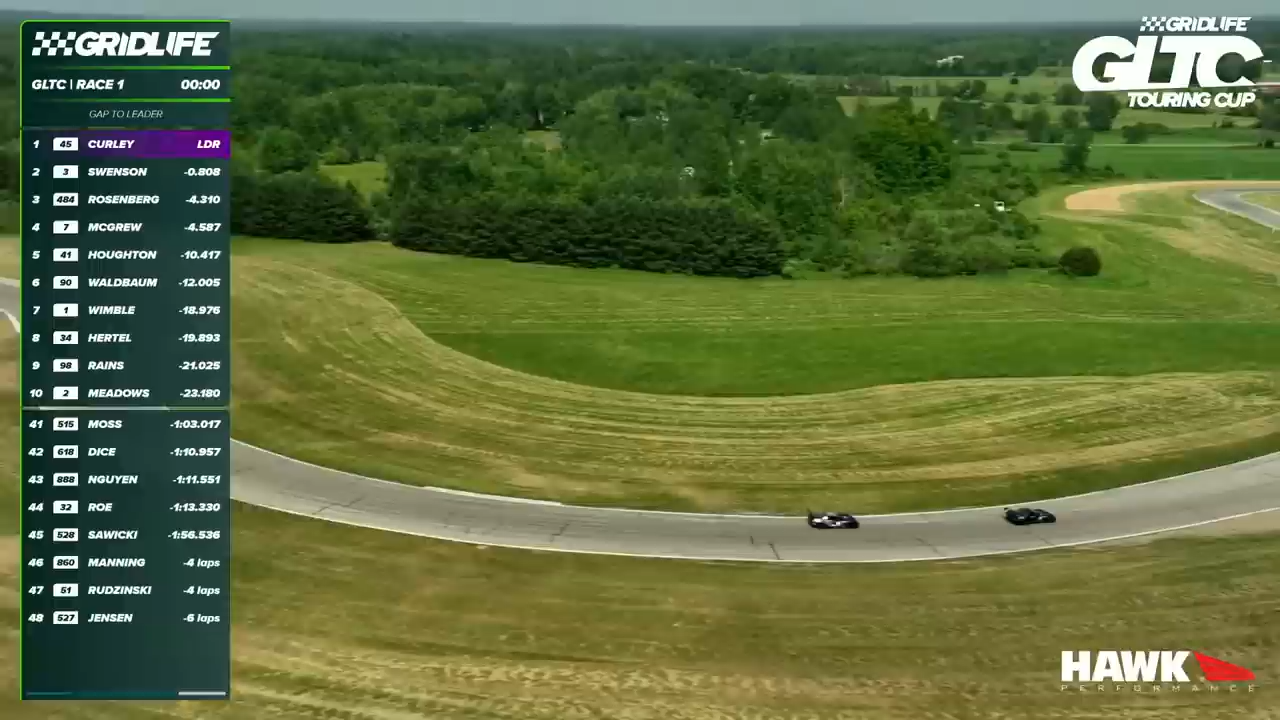 GRIDLIFE
GLTC | RACE 1 00:00
GAP TO LEADER
1 45 CURLEY LDR
2 3 SWENSON -0.808
3 484 ROSENBERG -4.310
4 7 MCGREW -4.587
5 41 HOUGHTON -10.417
6 90 WALDBAUM -12.005
7 1 WIMBLE -18.976
8 34 HERTEL -19.893
9 98 RAINS -21.025
10 2 MEADOWS -23.180
41 515 MOSS -1:03.017
42 618 DICE -1:10.957
43 888 NGUYEN -1:11.551
44 32 ROE -1:13.330
45 528 SAWICKI -1:56.536
46 860 MANNING -4 laps
47 51 RUDZINSKI -4 laps
48 527 JENSEN -6 laps
GRIDLIFE
GLTC
TOURING CUP
HAWK
PERFORMANCE